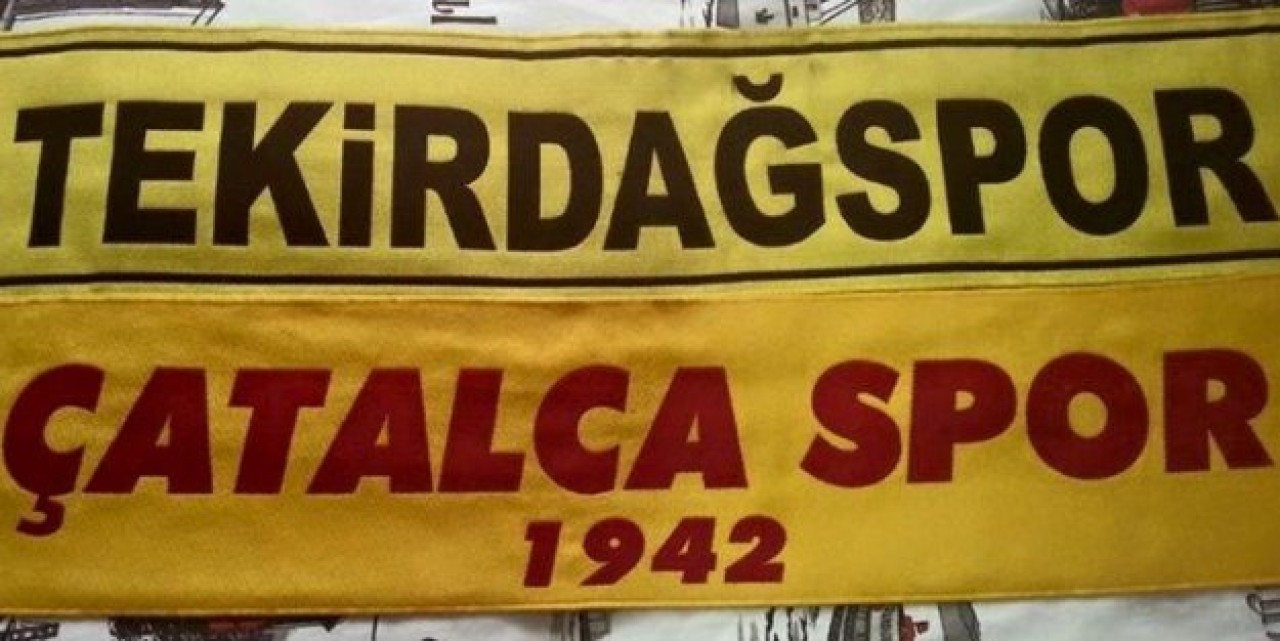 TEKiRDAĞSPOR
ÇATALCA SPOR
1942